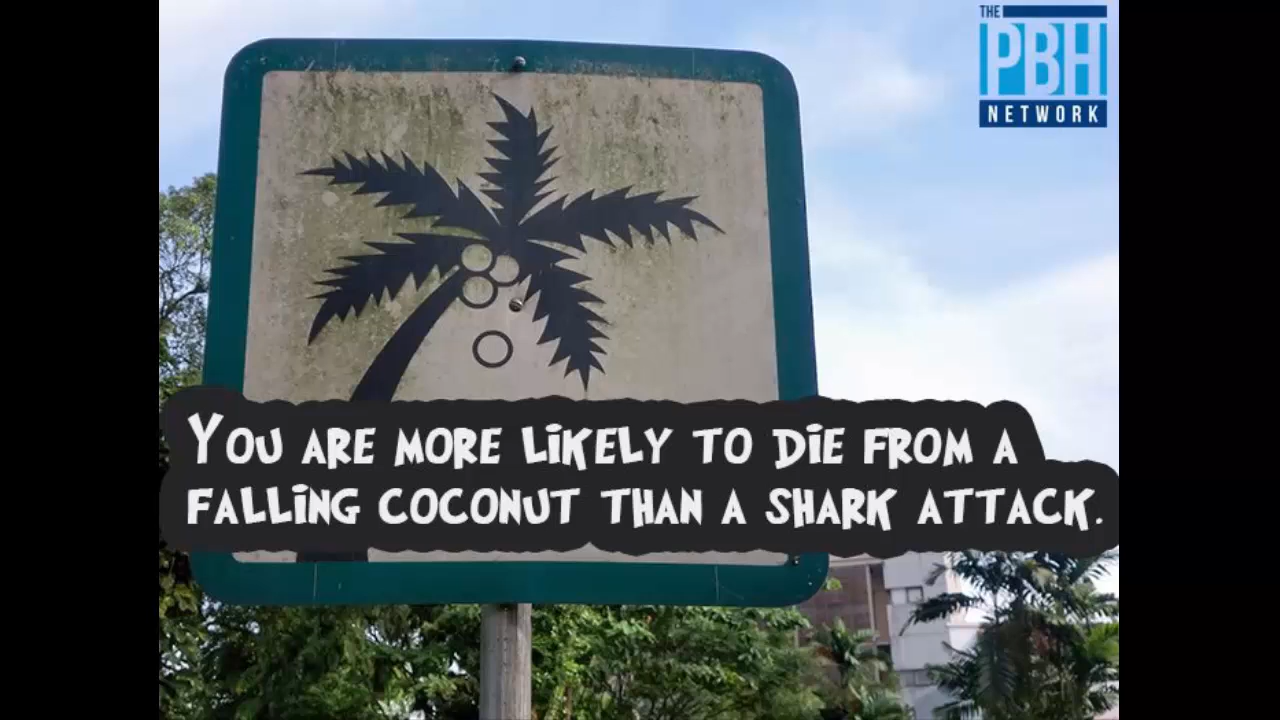 THE
PBH
NETWORK
YOU ARE MORE LIKELY TO DIE FROM A
FALLING COCONUT THAN A SHARK ATTACK.